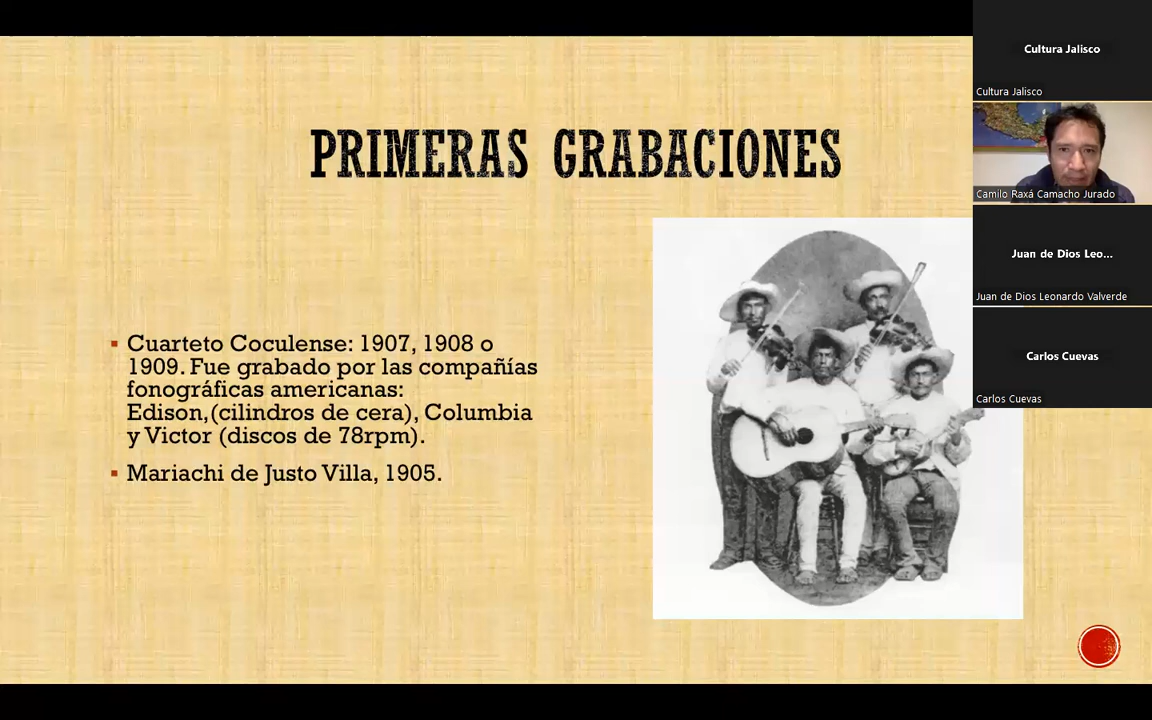 PRIMERAS GRABACIONES
▪ Cuarteto Coculense: 1907, 1908 o
1909. Fue grabado por las compañías
fonográficas americanas:
Edison,(cilindros de cera), Columbia
y Victor (discos de 78rpm).
▪ Mariachi de Justo Villa, 1905.
Cultura Jalisco
Cultura Jalisco
Camilo Raxá Camacho Jurado
Juan de Dios Leo...
Juan de Dios Leonardo Valverde
Carlos Cuevas
Carlos Cuevas